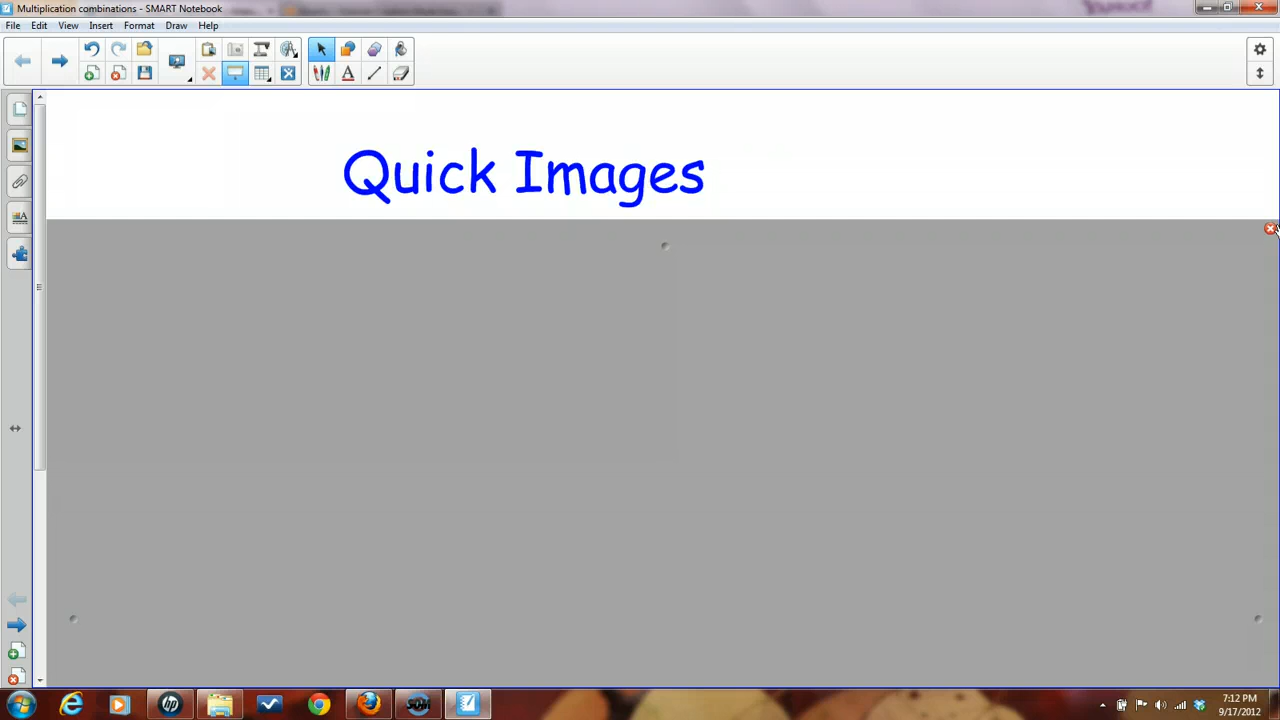 Multiplication combinations - SMART Notebook
File Edit View Insert Format Draw Help
Quick Images
7:12 PM
9/17/2012